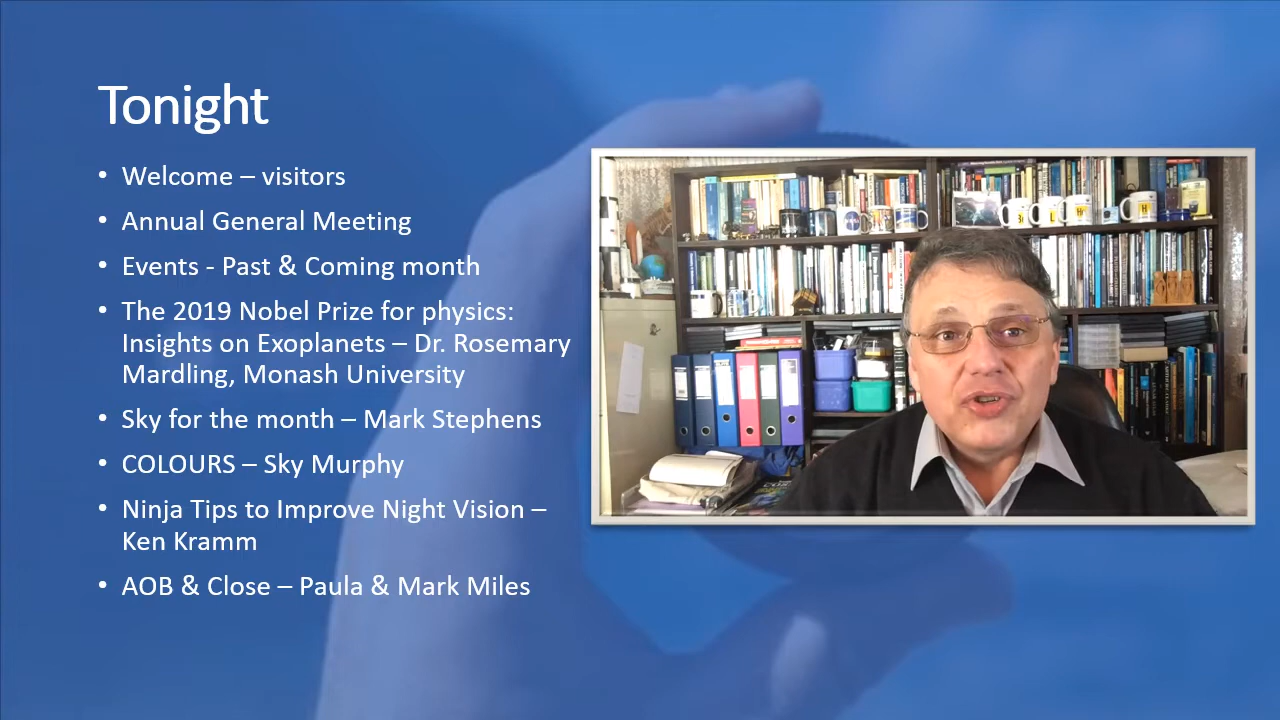 Tonight
• Welcome – visitors
• Annual General Meeting
• Events - Past & Coming month
• The 2019 Nobel Prize for physics:
Insights on Exoplanets – Dr. Rosemary
Mardling, Monash University
• Sky for the month – Mark Stephens
• COLOURS – Sky Murphy
• Ninja Tips to Improve Night Vision –
Ken Kramm
• AOB & Close – Paula & Mark Miles